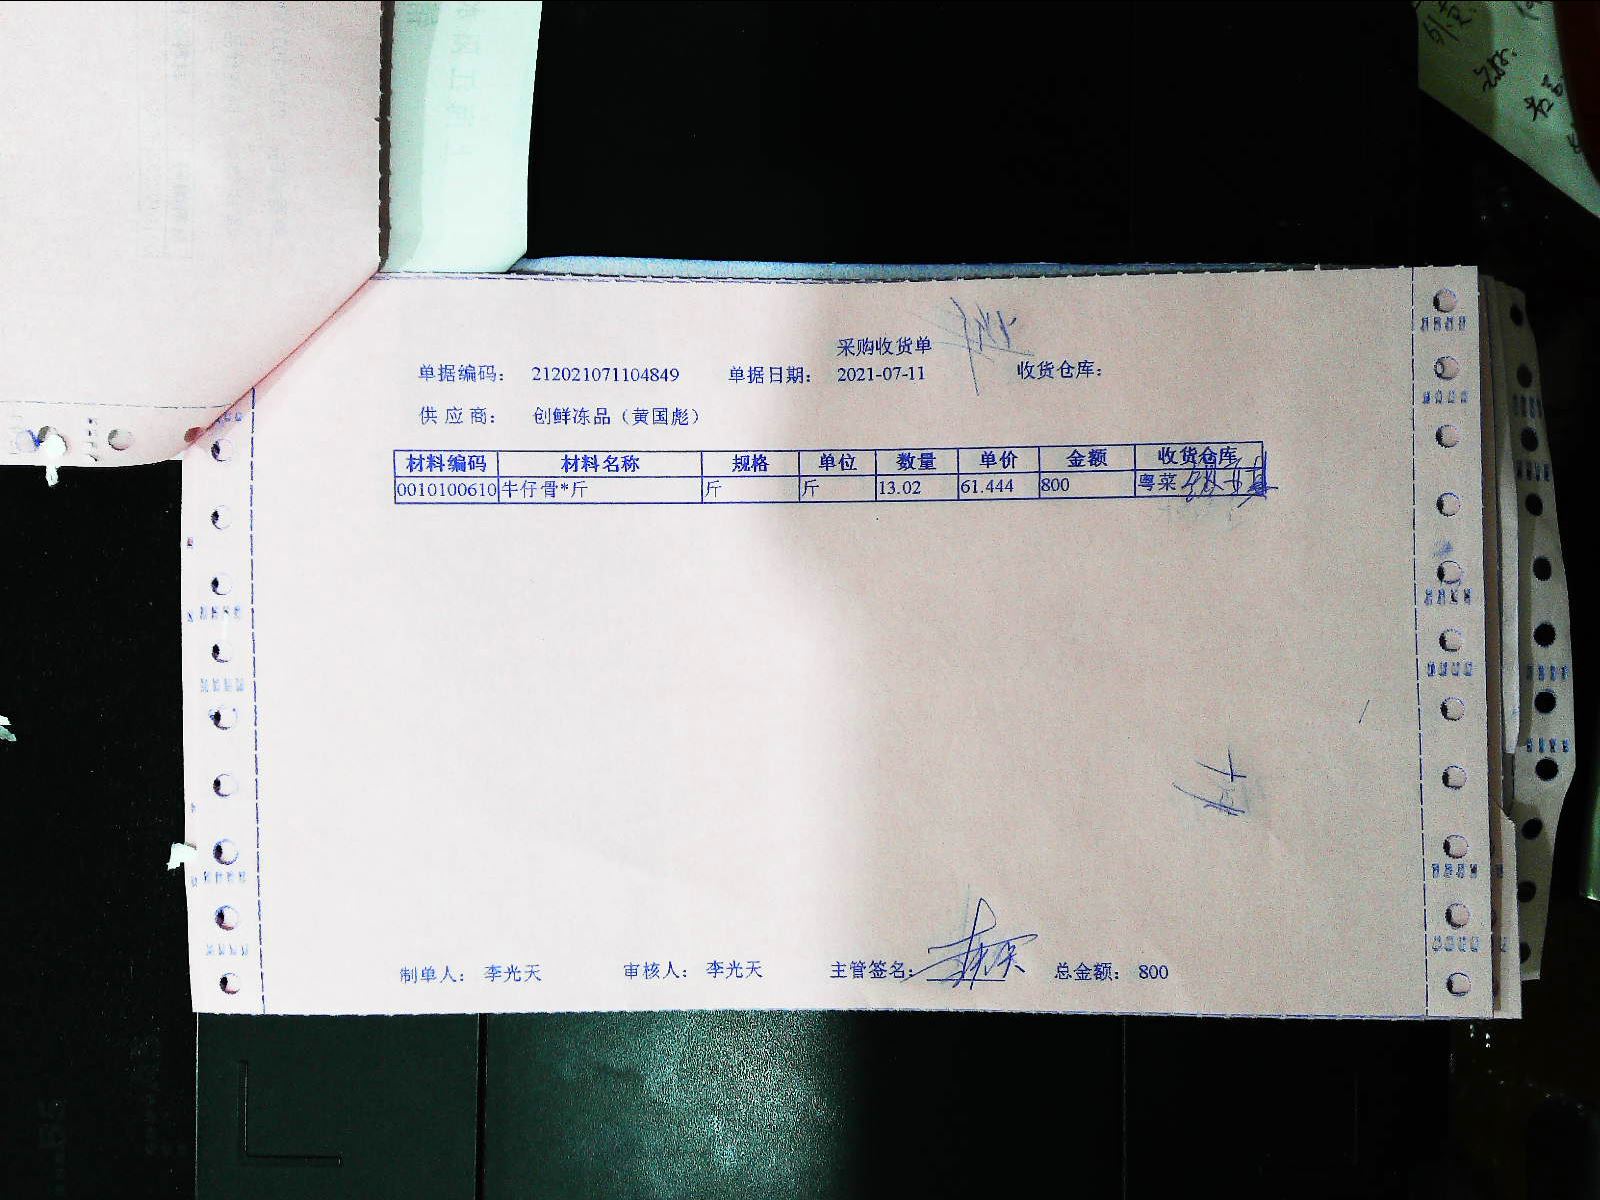 采购收货单
单据编码： 212021071104849 单据日期： 2021-07-11 收货仓库：
供 应 商： 创鲜冻品（黄国彪）
材料编码 材料名称 规格 单位 数量 单价 金额 收货仓库
0010100610 牛仔骨*斤 斤 斤 13.02 61.444 800 粤菜
制单人： 李光天 审核人： 李光天 主管签名： 总金额： 800